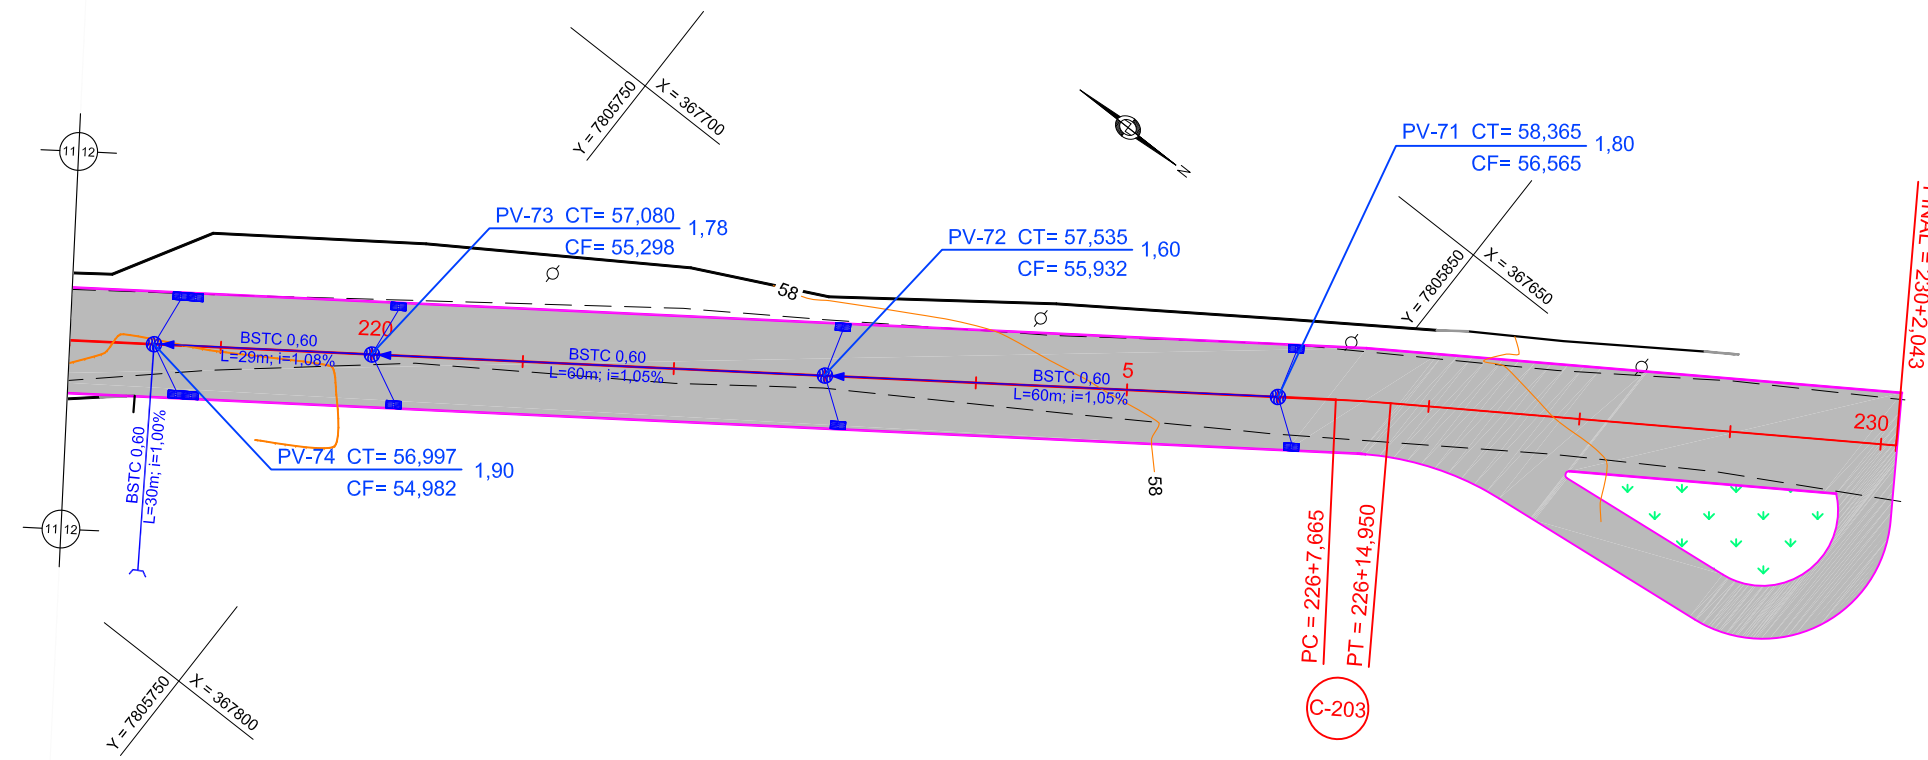 Y = 7805750
X = 367700
PV-71 CT= 58,365
CF= 56,565
1,80
N
11 12
PV-73 CT= 57,080
CF= 55,298
1,78
PV-72 CT= 57,535
CF= 55,932
1,60
Y = 7805850
X = 367650
FINAL = 230+2,043
58
220
BSTC 0,60
L=29m; i=1,08%
BSTC 0,60
L=60m; i=1,05%
5
BSTC 0,60
L=60m; i=1,05%
230
BSTC 0,60
L=30m; i=1,00%
PV-74 CT= 56,997
CF= 54,982
1,90
58
11 12
PC = 226+7,665
PT = 226+14,950
C-203
Y = 7805750
X = 367800